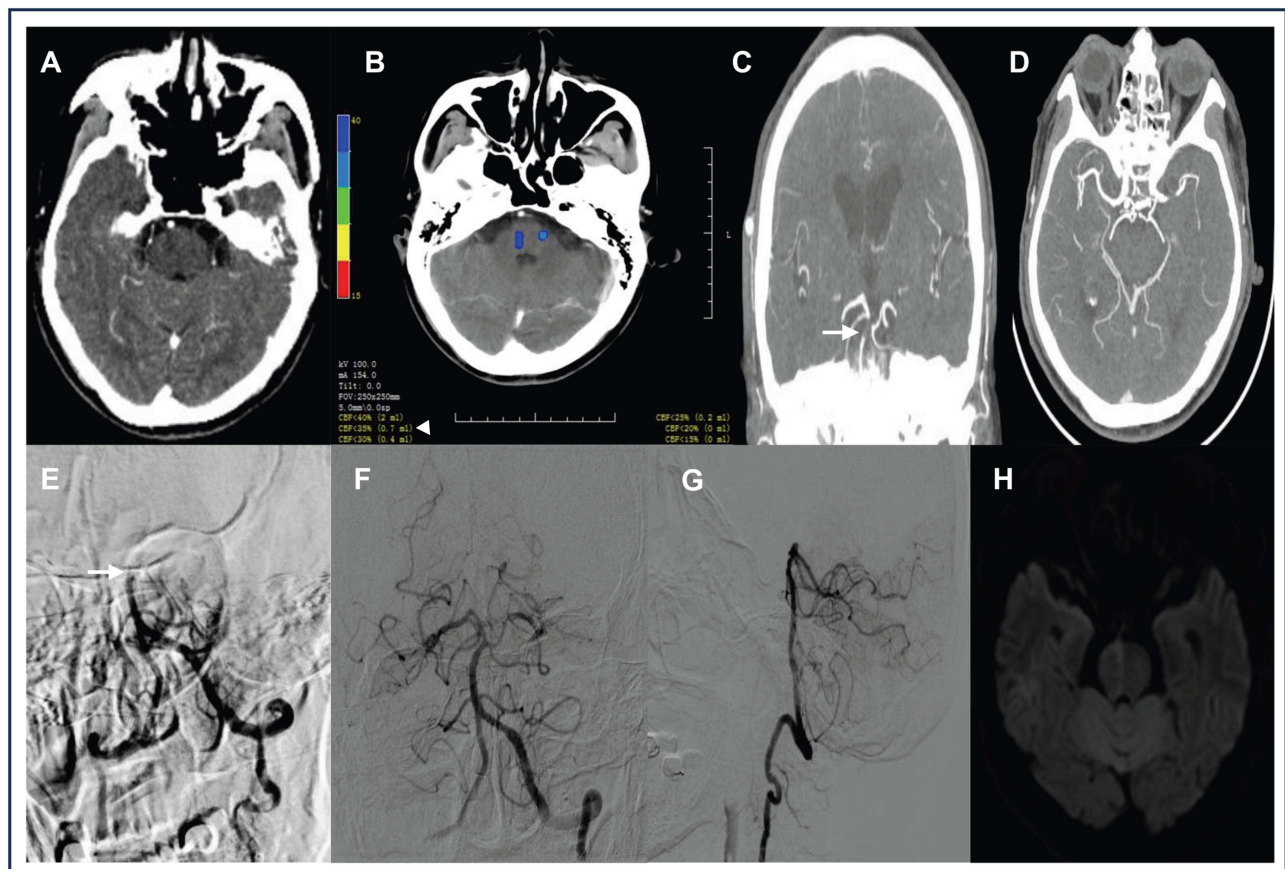 A
B
C
D
40
15
kV 100.0
mA 154.0
Tilt: 0.0
FOV:250x250mm
5.0mm\0.0sp
CBF<40% (2 ml)
CBF<35% (0.7 ml)
CBF<30% (0.4 ml)
CBF<25% (0.2 ml)
CBF<20% (0 ml)
CBF<15% (0 ml)
E
F
G
H